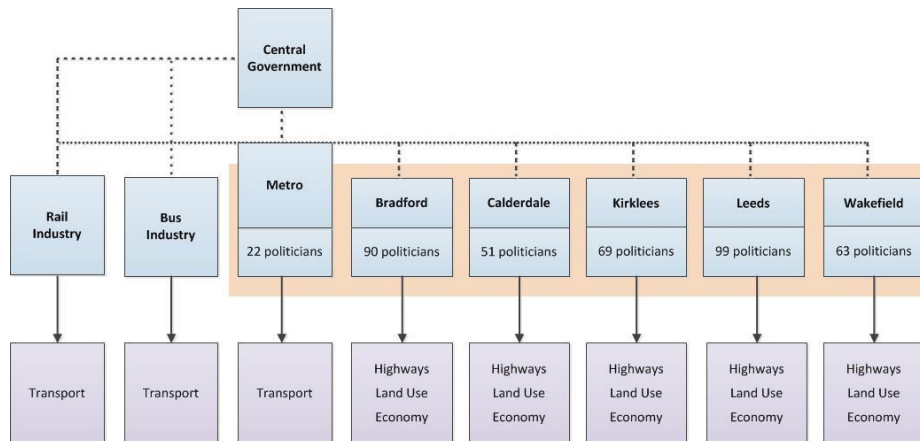 Central
Government
Metro
Rail
Industry
Bus
Industry
Bradford
Calderdale
Kirklees
Leeds
Wakefield
22 politicians
90 politicians
51 politicians
69 politicians
99 politicians
63 politicians
Transport
Transport
Transport
Highways
Land Use
Economy
Highways
Land Use
Economy
Highways
Land Use
Economy
Highways
Land Use
Economy
Highways
Land Use
Economy